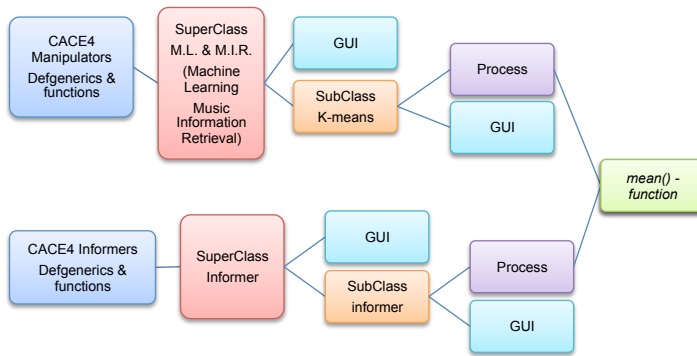 CACE4
Manipulators
Defgenerics &
functions
SuperClass
M.L. & M.I.R.
(Machine
Learning
Music
Information
Retrieval)
GUI
SubClass
K-means
Process
GUI
mean() -
function
CACE4 Informers
Defgenerics &
functions
SuperClass
Informer
GUI
SubClass
informer
Process
GUI